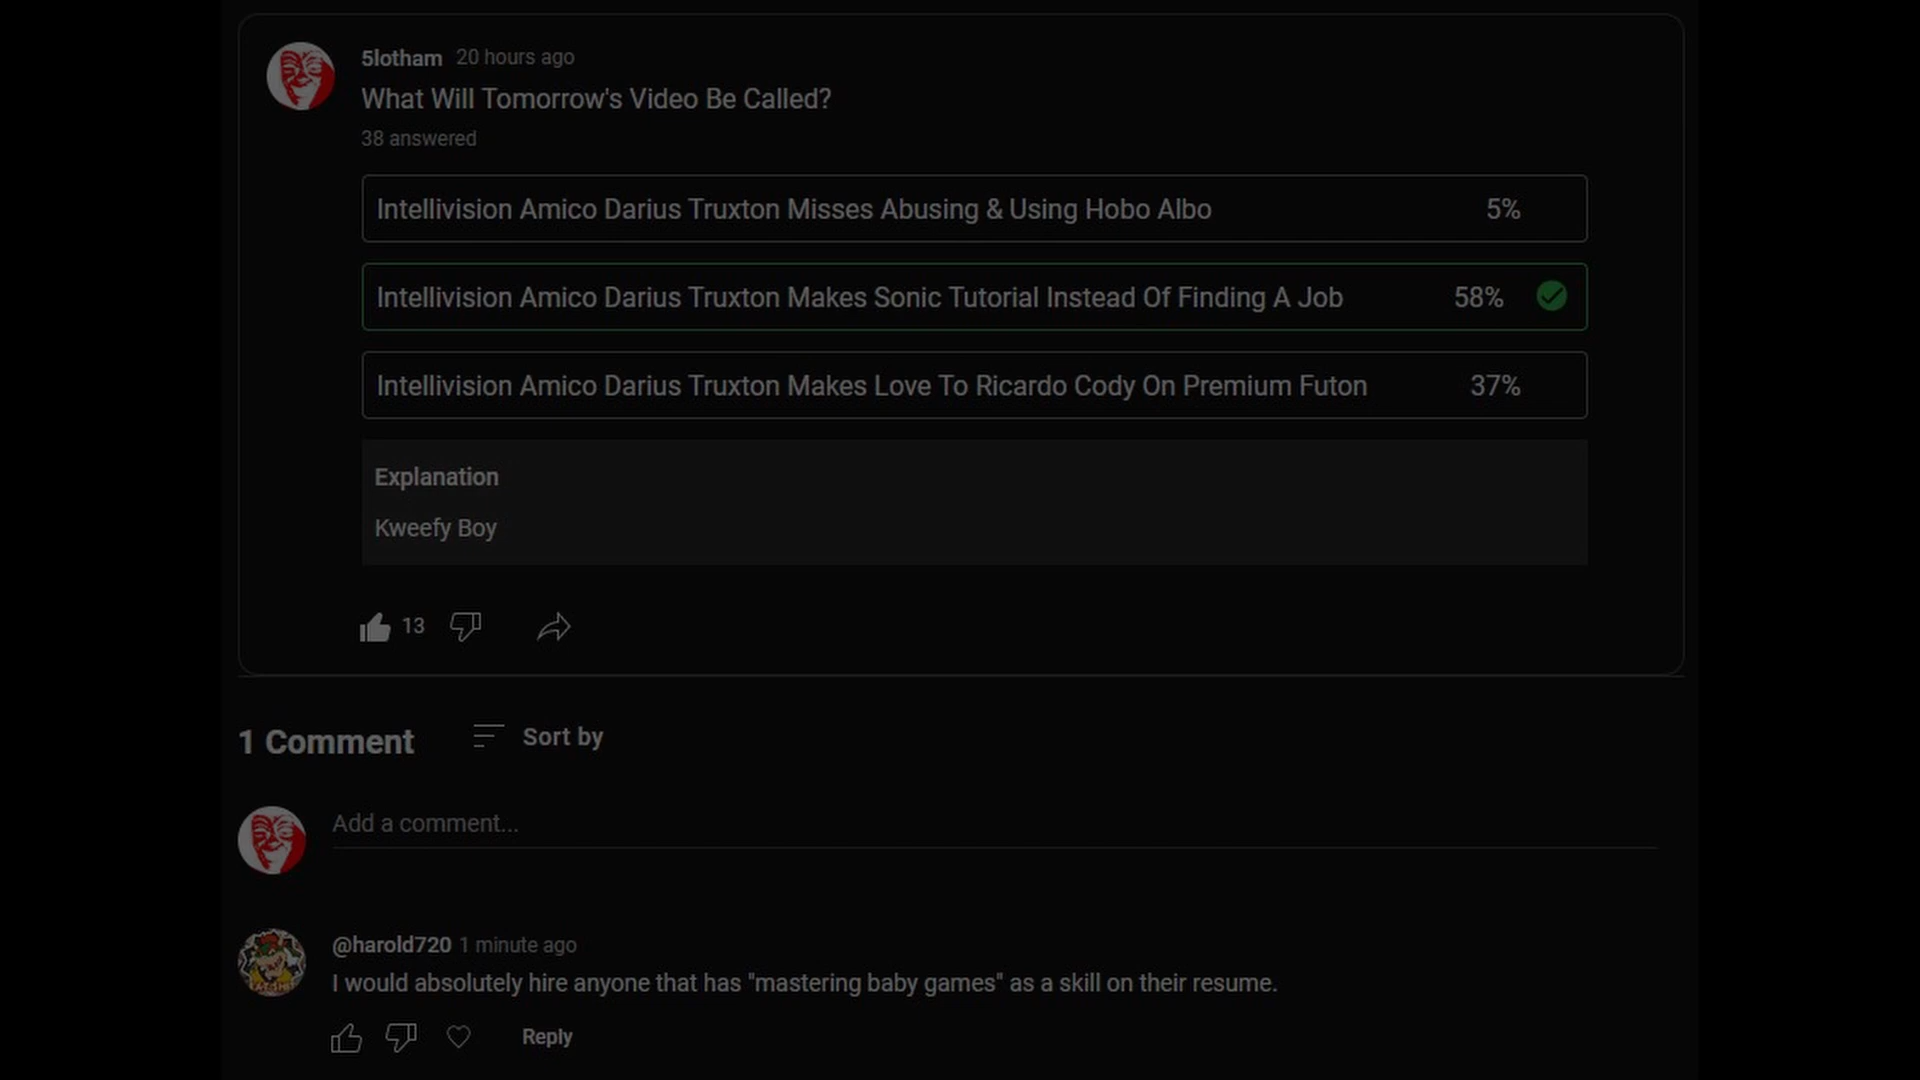 5lotham 20 hours ago
What Will Tomorrow's Video Be Called?
38 answered
Intellivision Amico Darius Truxton Misses Abusing & Using Hobo Albo 5%
Intellivision Amico Darius Truxton Makes Sonic Tutorial Instead Of Finding A Job 58%
Intellivision Amico Darius Truxton Makes Love To Ricardo Cody On Premium Futon 37%
Explanation
Kweefy Boy
13
1 Comment Sort by
Add a comment...
@harold720 1 minute ago
I would absolutely hire anyone that has "mastering baby games" as a skill on their resume.
Reply